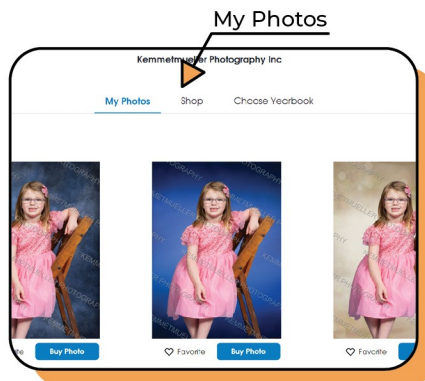 My Photos
Kemmetmueller Photography Inc
My Photos Shop Choose Yearbook
Favorite Buy Photo Favorite Buy Photo